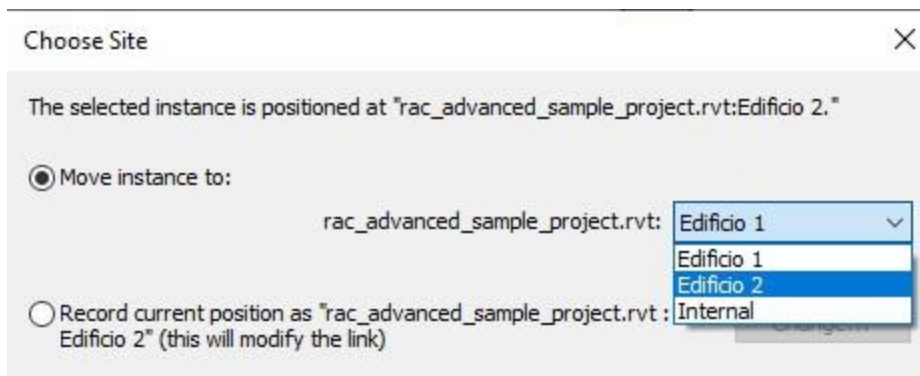 Choose Site
The selected instance is positioned at "rac_advanced_sample_project.rvt:Edificio 2."
Move instance to:
rac_advanced_sample_project.rvt: Edificio 1
Edificio 1
Edificio 2
Internal
Record current position as "rac_advanced_sample_project.rvt :
Edificio 2" (this will modify the link)